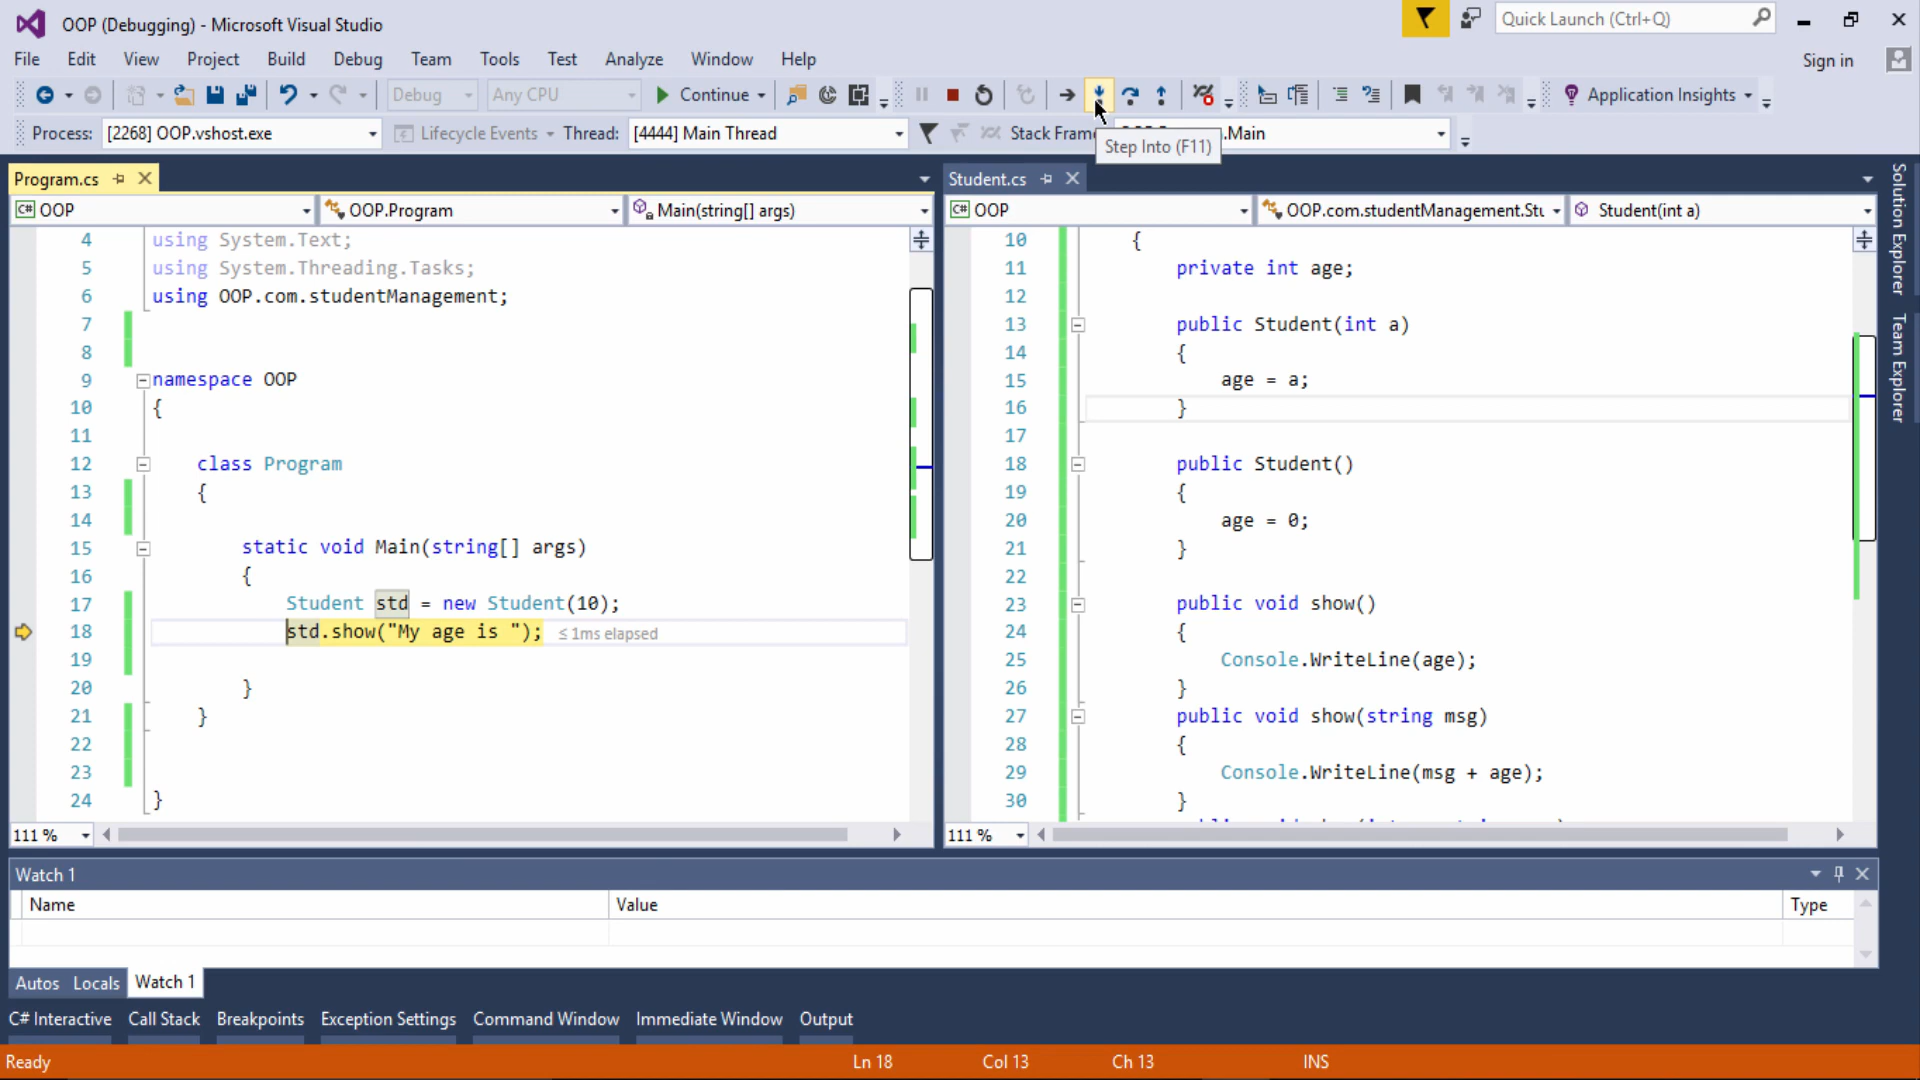 OOP (Debugging) - Microsoft Visual Studio
Quick Launch (Ctrl+Q)
File Edit View Project Build Debug Team Tools Test Analyze Window Help
Sign in
Debug Any CPU Continue Application Insights
Process: [2268] OOP.vshost.exe Lifecycle Events Thread: [4444] Main Thread Stack Frame .Main
Step Into (F11)
Program.cs
C# OOP OOP.Program Main(string[] args)
4 using System.Text;
5 using System.Threading.Tasks;
6 using OOP.com.studentManagement;
7
8
9 namespace OOP
10 {
11
12 class Program
13 {
14
15 static void Main(string[] args)
16 {
17 Student std = new Student(10);
18 std.show("My age is "); ≤ 1ms elapsed
19
20 }
21 }
22
23
24 }
111 %
Student.cs
C# OOP OOP.com.studentManagement.Stu Student(int a)
10 {
11 private int age;
12
13 public Student(int a)
14 {
15 age = a;
16 }
17
18 public Student()
19 {
20 age = 0;
21 }
22
23 public void show()
24 {
25 Console.WriteLine(age);
26 }
27 public void show(string msg)
28 {
29 Console.WriteLine(msg + age);
30 }
111 %
Solution Explorer
Team Explorer
Watch 1
Name Value Type
Autos Locals Watch 1
C# Interactive Call Stack Breakpoints Exception Settings Command Window Immediate Window Output
Ready Ln 18 Col 13 Ch 13 INS